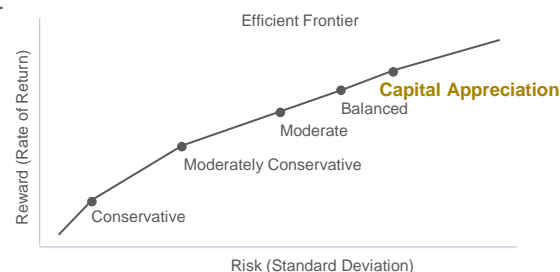 Efficient Frontier
Reward (Rate of Return)
Capital Appreciation
Balanced
Moderate
Moderately Conservative
Conservative
Risk (Standard Deviation)